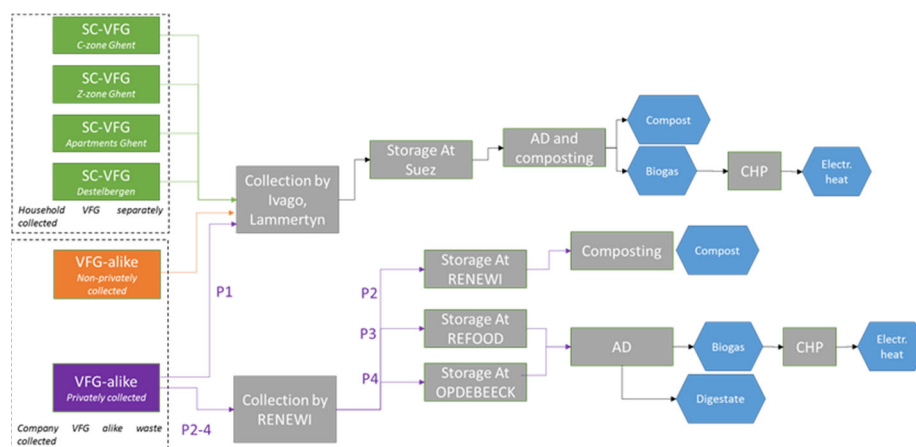 SC-VFG
C-zone Ghent
SC-VFG
Z-zone Ghent
SC-VFG
Apartments Ghent
SC-VFG
Destelbergen
Household VFG separately
collected
VFG-alike
Non-privately
collected
VFG-alike
Privately collected
Company VFG alike waste
collected
P1
P2-4
Collection by
Ivago,
Lammertyn
Collection by
RENEWI
P2
P3
P4
Storage At
Suez
Storage At
RENEWI
Storage At
REFOOD
Storage At
OPDEBEECK
AD and
composting
Composting
AD
Compost
Biogas
CHP
Electr.
heat
Compost
Biogas
CHP
Electr.
heat
Digestate